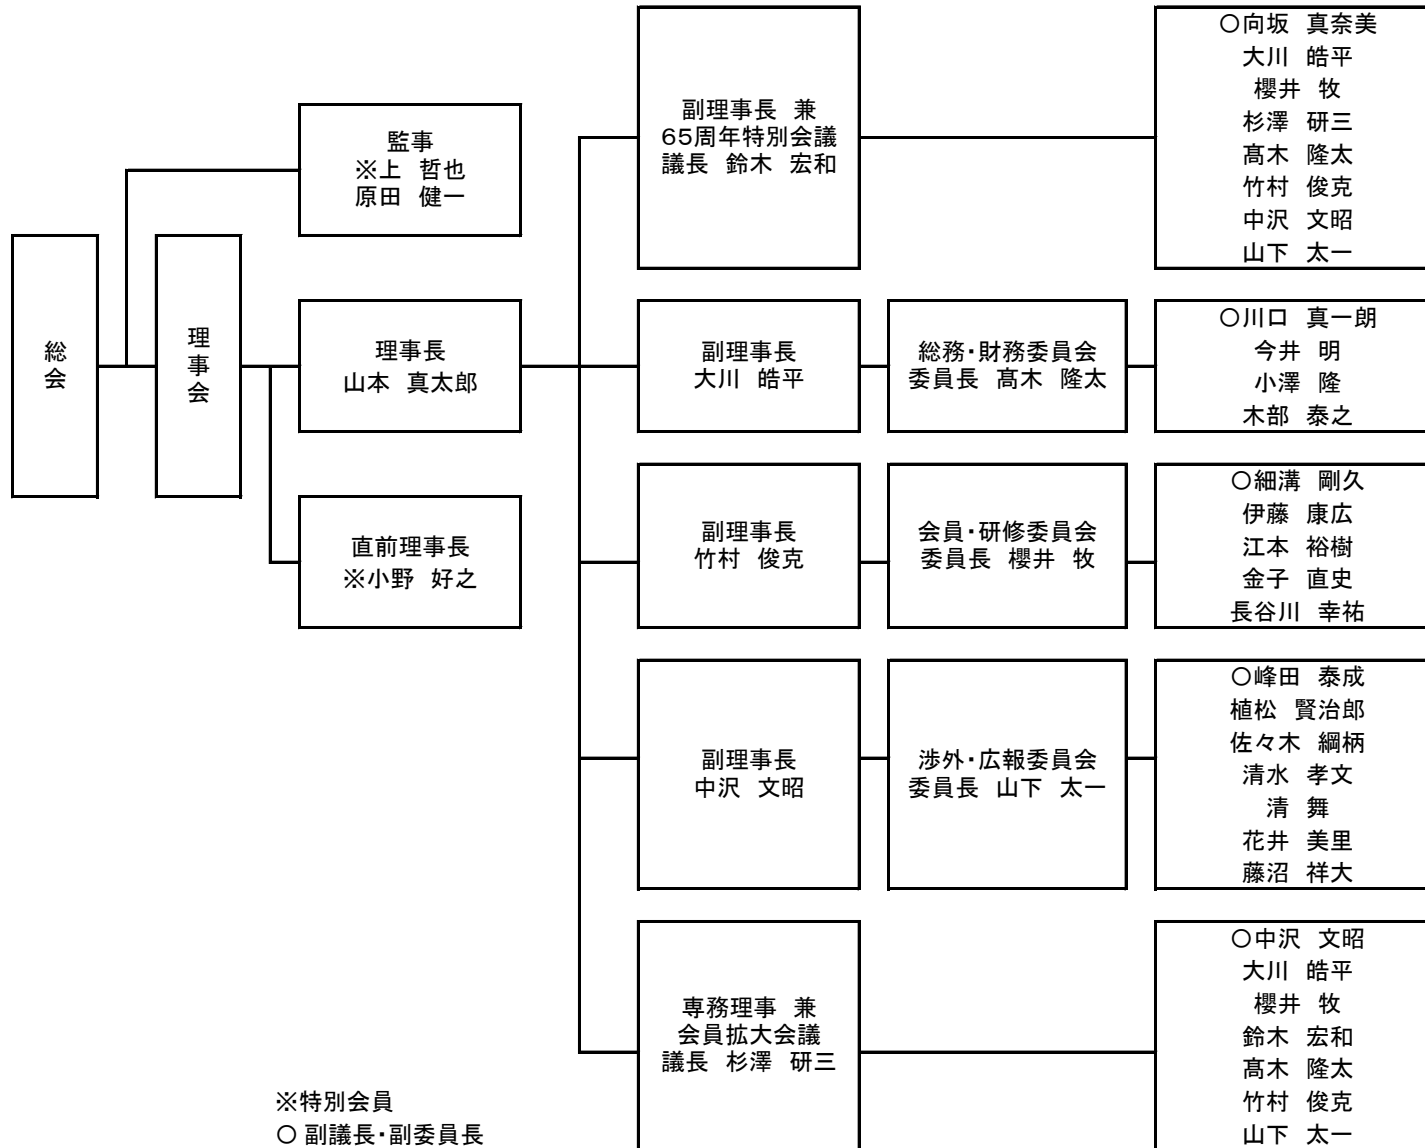 総会
理事会
監事
※上 哲也
原田 健一
理事長
山本 真太郎
直前理事長
※小野 好之
副理事長 兼
65周年特別会議
議長 鈴木 宏和
〇向坂 真奈美
大川 皓平
櫻井 牧
杉澤 研三
髙木 隆太
竹村 俊克
中沢 文昭
山下 太一
副理事長
大川 皓平
総務・財務委員会
委員長 髙木 隆太
〇川口 真一朗
今井 明
小澤 隆
木部 泰之
副理事長
竹村 俊克
会員・研修委員会
委員長 櫻井 牧
〇細溝 剛久
伊藤 康広
江本 裕樹
金子 直史
長谷川 幸祐
副理事長
中沢 文昭
渉外・広報委員会
委員長 山下 太一
〇峰田 泰成
植松 賢治郎
佐々木 綱柄
清水 孝文
清 舞
花井 美里
藤沼 祥大
専務理事 兼
会員拡大会議
議長 杉澤 研三
〇中沢 文昭
大川 皓平
櫻井 牧
鈴木 宏和
髙木 隆太
竹村 俊克
山下 太一
※特別会員
〇 副議長・副委員長